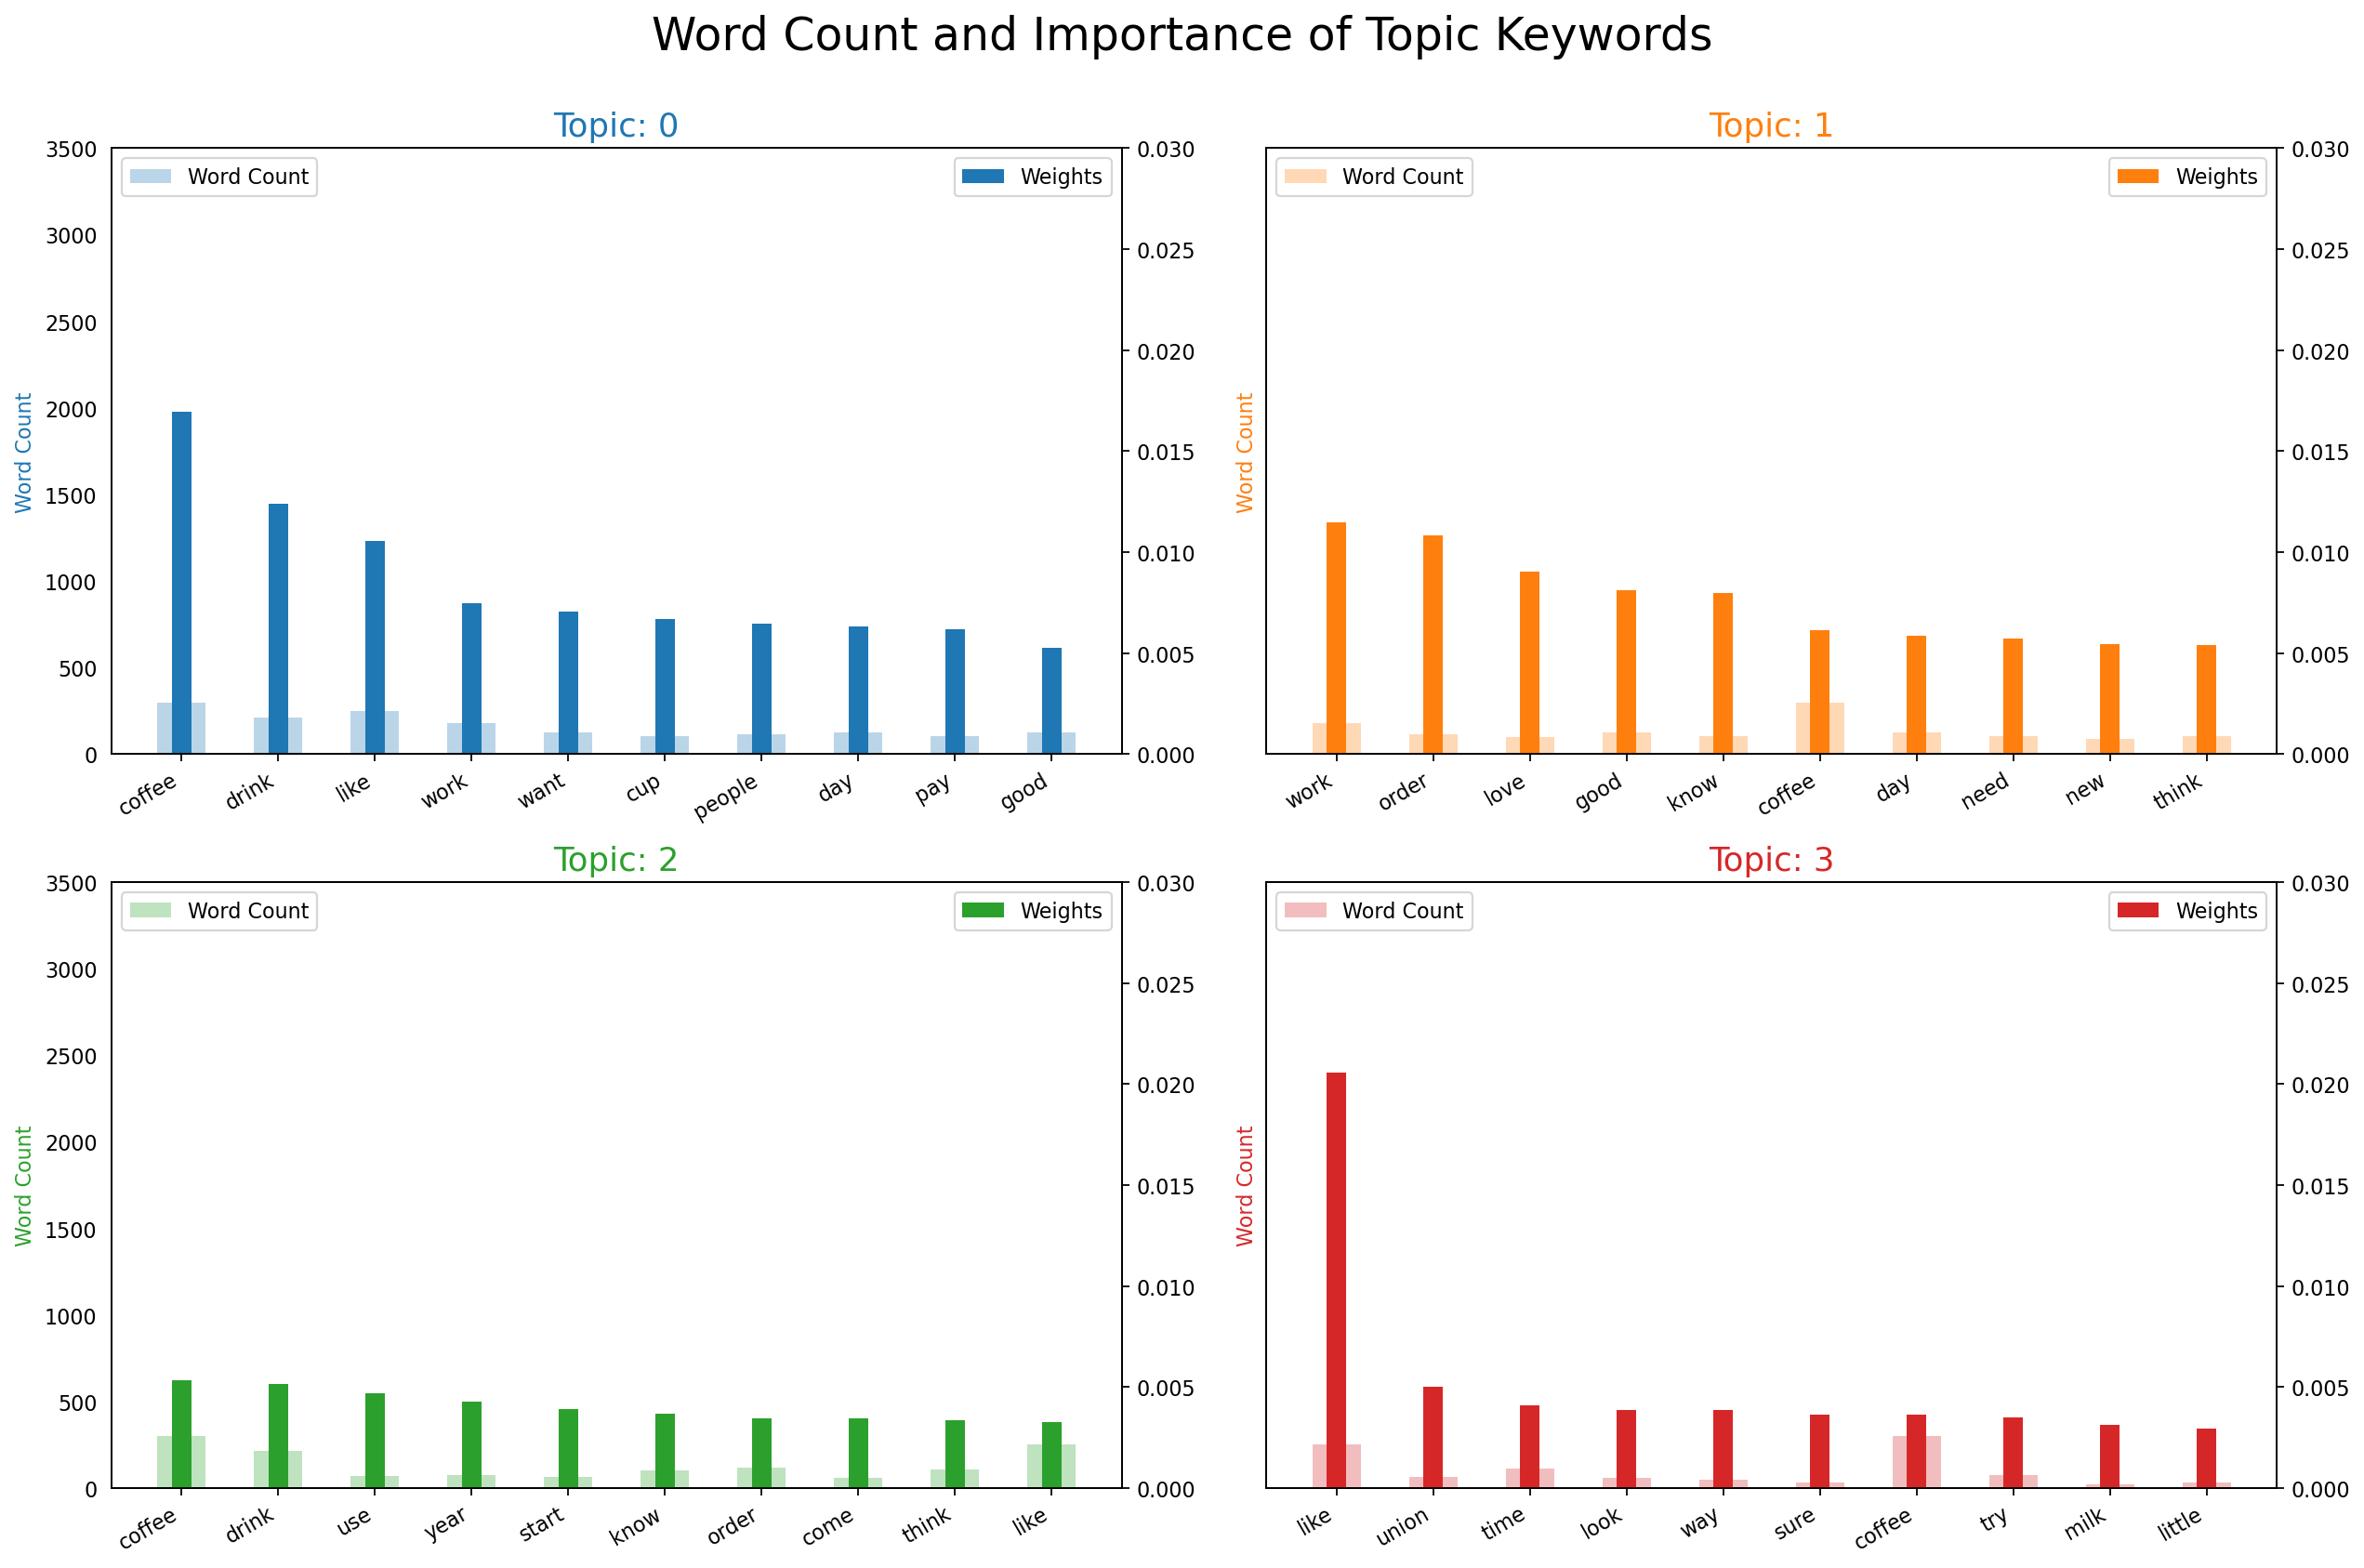 Word Count and Importance of Topic Keywords
Topic: 0
Word Count
Weights
3500
3000
2500
2000
1500
1000
500
0
Word Count
0.030
0.025
0.020
0.015
0.010
0.005
0.000
coffee drink like work want cup people day pay good
Topic: 1
Word Count
Weights
Word Count
0.030
0.025
0.020
0.015
0.010
0.005
0.000
work order love good know coffee day need new think
Topic: 2
Word Count
Weights
3500
3000
2500
2000
1500
1000
500
0
Word Count
0.030
0.025
0.020
0.015
0.010
0.005
0.000
coffee drink use year start know order come think like
Topic: 3
Word Count
Weights
Word Count
0.030
0.025
0.020
0.015
0.010
0.005
0.000
like union time look way sure coffee try milk little